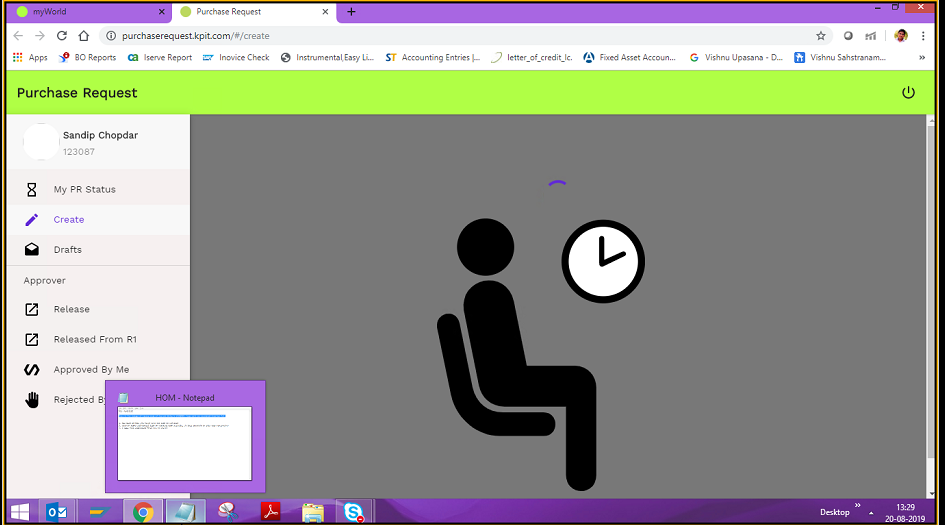 myWorld
Purchase Request
purchaserequest.kpit.com/#/create
Apps
BO Reports
Iserve Report
Inovice Check
Instrumental,Easy Li...
Accounting Entries |...
letter_of_credit_lc.
Fixed Asset Accoun...
Vishnu Upasana - D...
Vishnu Sahstranam...
Purchase Request
Sandip Chopdar
123087
My PR Status
Create
Drafts
Approver
Release
Released From R1
Approved By Me
Rejected By
HOM - Notepad
Desktop
13:29
20-08-2019